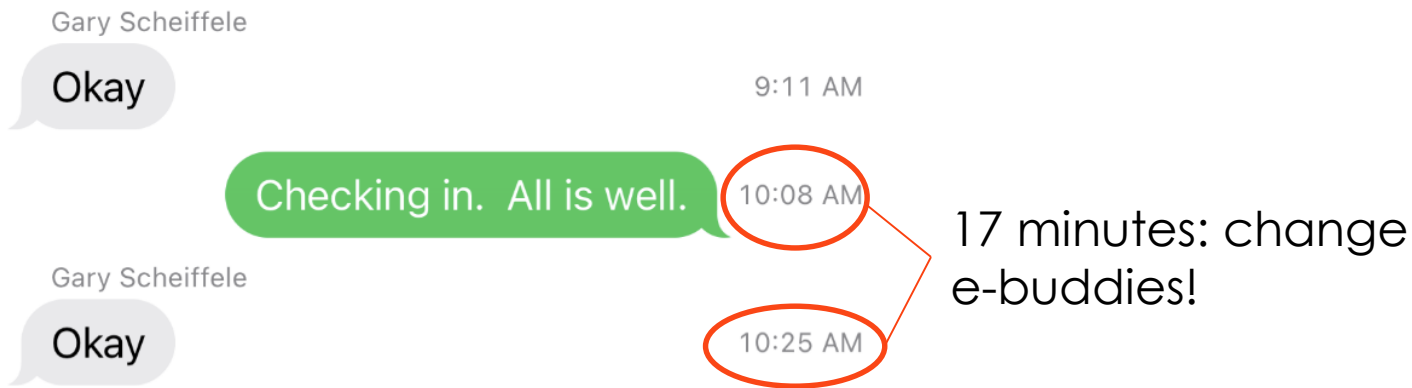 Gary Scheiffele
Okay
9:11 AM
Checking in.  All is well.
10:08 AM
17 minutes: change
e-buddies!
Gary Scheiffele
Okay
10:25 AM